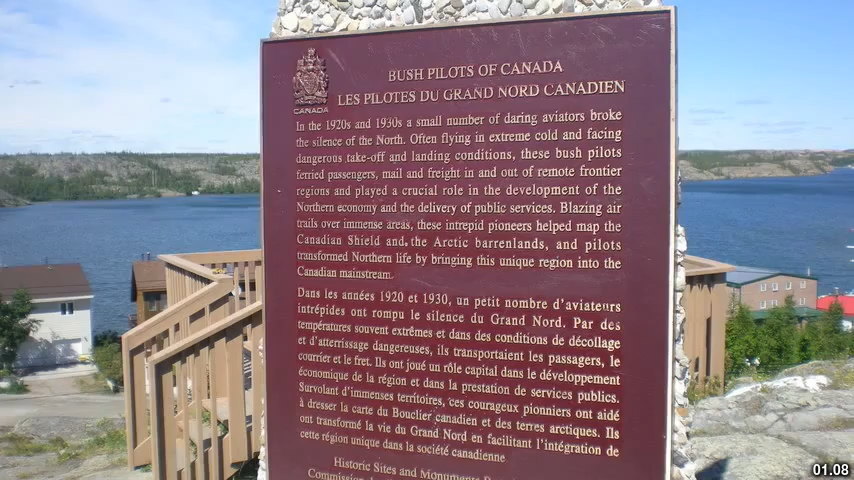 CANADA
BUSH PILOTS OF CANADA
LES PILOTES DU GRAND NORD CANADIEN
In the 1920s and 1930s a small number of daring aviators broke
the silence of the North. Often flying in extreme cold and facing
dangerous take-off and landing conditions, these bush pilots
ferried passengers, mail and freight in and out of remote frontier
regions and played a crucial role in the development of the
Northern economy and the delivery of public services. Blazing air
trails over immense areas, these intrepid pioneers helped map the
Canadian Shield and, the Arctic barrenlands, and pilots
transformed Northern life by bringing this unique region into the
Canadian mainstream.
Dans les années 1920 et 1930, un petit nombre d'aviateurs
intrépides ont rompu le silence du Grand Nord. Par des
températures souvent extrêmes et dans des conditions de décollage
et d'atterrissage dangereuses, ils transportaient les passagers, le
courrier et le fret. Ils ont joué un rôle capital dans le développement
économique de la région et dans la prestation de services publics.
Survolant d'immenses territoires, ces courageux pionniers ont aidé
à dresser la carte du Bouclier canadien et des terres arctiques. Ils
ont transformé la vie du Grand Nord en facilitant l'intégration de
cette région unique dans la société canadienne
Historic Sites and Monuments
Commission
01.08